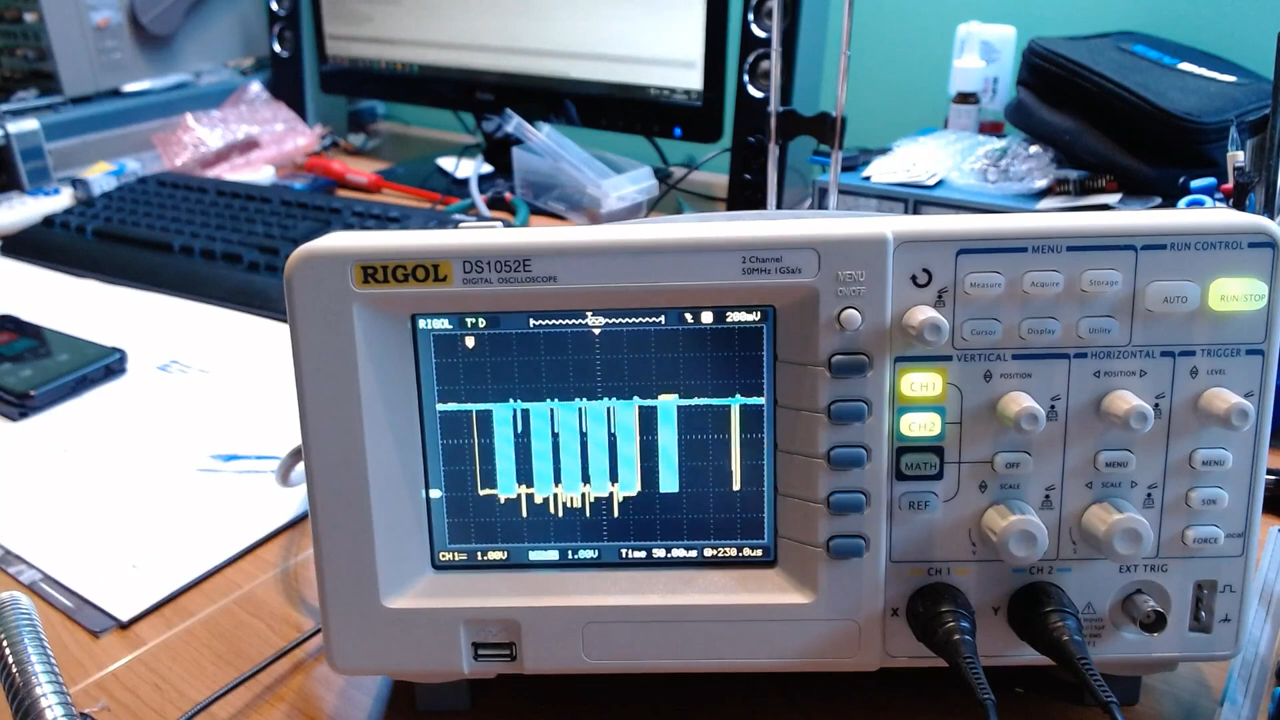 RIGOL DS1052E
DIGITAL OSCILLOSCOPE
2 Channel
50MHz 1GSa/s
MENU
ON/OFF
RIGOL T'D 200mV
CH1= 1.00V 1.00V Time 50.00us +230.0us
MENU
Measure Acquire Storage
Cursor Display Utility
RUN CONTROL
AUTO RUN/STOP
VERTICAL
CH1
CH2
MATH
REF
POSITION
OFF
SCALE
HORIZONTAL
POSITION
MENU
SCALE
TRIGGER
LEVEL
MENU
50%
FORCE
CH 1 CH 2 EXT TRIG
X Y